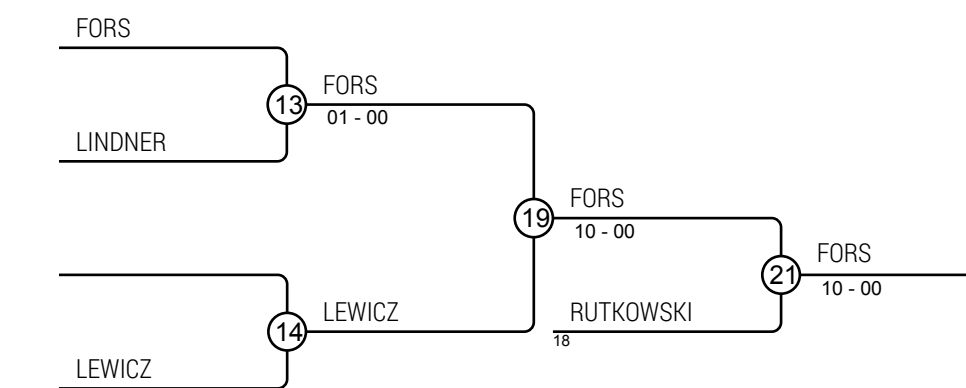 FORS
FORS
13
01 - 00
LINDNER
FORS
19
10 - 00
FORS
21
10 - 00
LEWICZ
RUTKOWSKI
14
18
LEWICZ